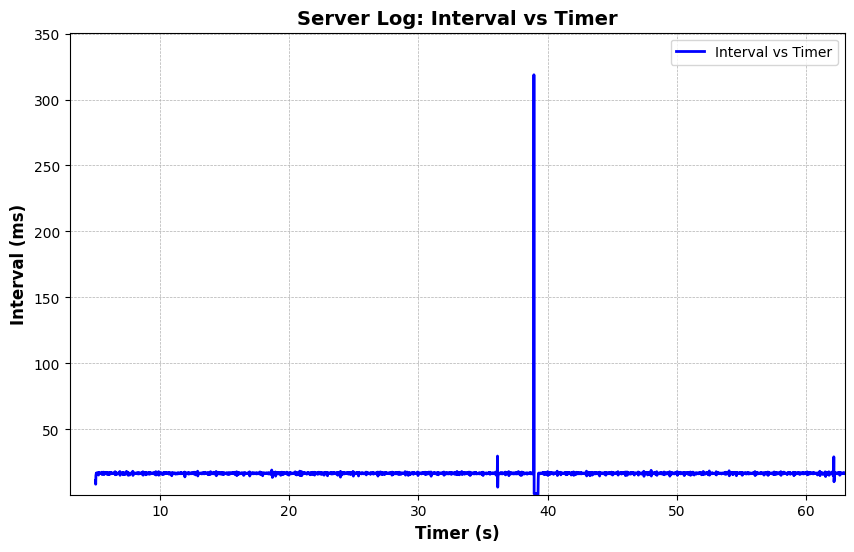 Server Log: Interval vs Timer
350
Interval vs Timer
300
250
200
150
100
50
Interval (ms)
10 20 30 40 50 60
Timer (s)